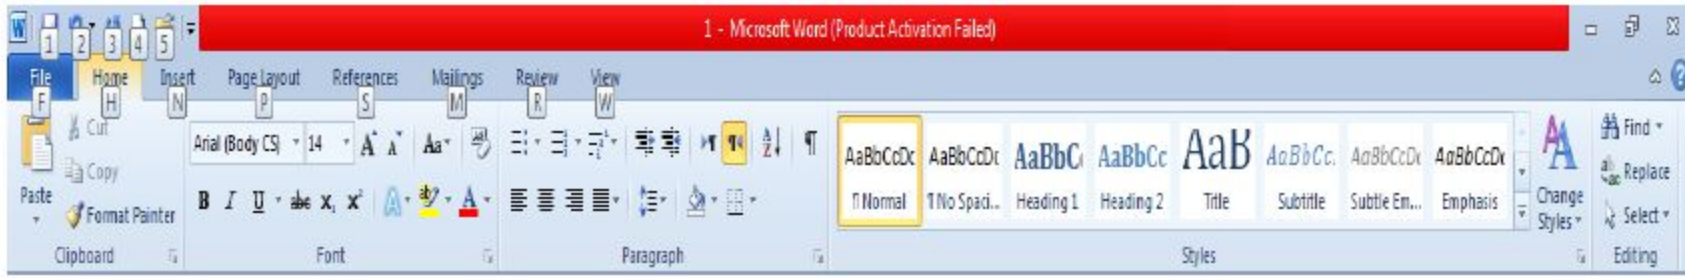 W 1 2 3 4 5 1 - Microsoft Word (Product Activation Failed)
File Home Insert Page Layout References Mailings Review View
F H N P S M R W
Cut Arial (Body CS) 14 A A Aa AaBbCcDc AaBbCcDc AaBbC AaBbCc AaB AaBbCc. AaBbCcDc AaBbCcDc Find
Copy Replace
Paste Format Painter B I U abc X, X² A A ¶ Normal ¶ No Spaci... Heading 1 Heading 2 Title Subtitle Subtle Em... Emphasis Change Styles Select
Clipboard Font Paragraph Styles Editing